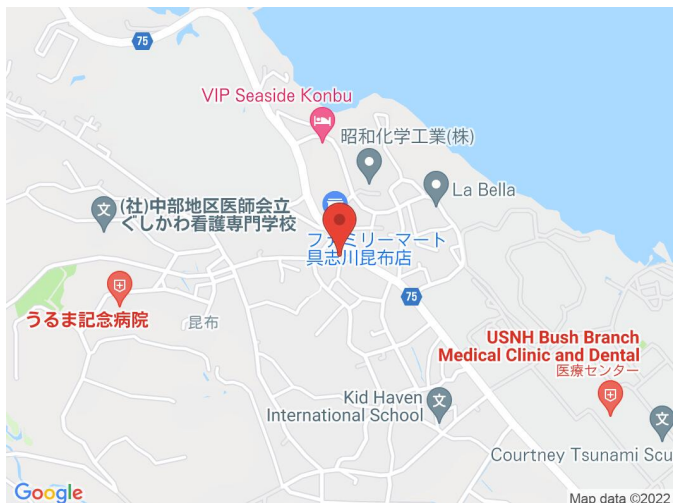 75
VIP Seaside Konbu
昭和化学工業(株)
La Bella
(社)中部地区医師会立
ぐしかわ看護専門学校
ファミリーマート
具志川昆布店
75
うるま記念病院
昆布
USNH Bush Branch
Medical Clinic and Dental
医療センター
Kid Haven
International School
Courtney Tsunami Scu
Google
Map data ©2022